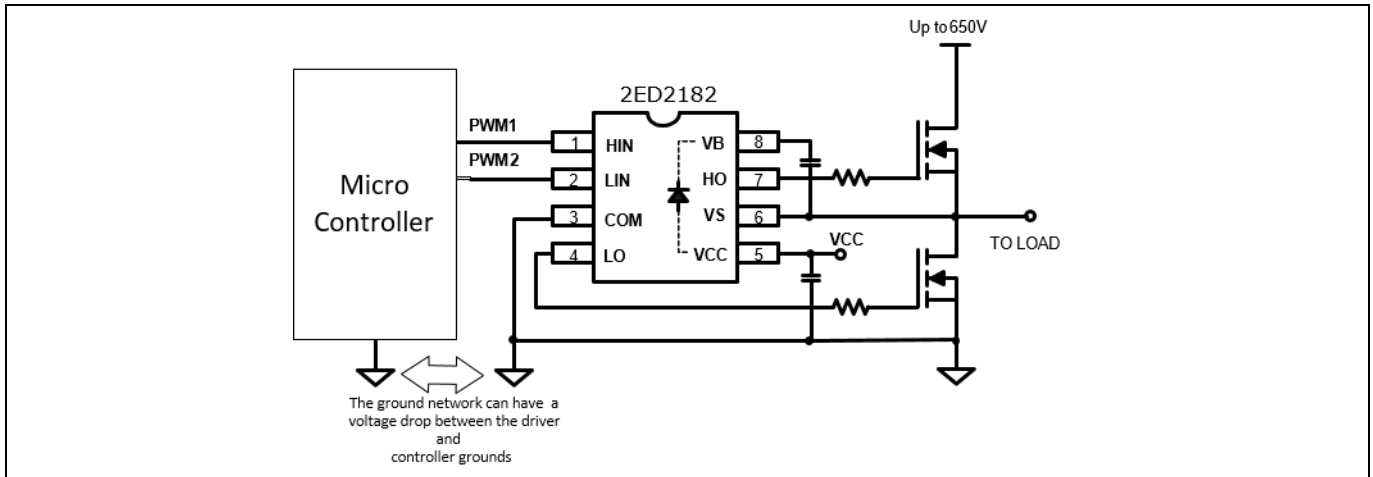 Up to 650V
2ED2182
PWM1
1
HIN
VB
8
PWM2
2
LIN
HO
7
Micro
Controller
3
COM
VS
6
TO LOAD
4
LO
VCC
5
VCC
The ground network can have a
voltage drop between the driver
and
controller grounds